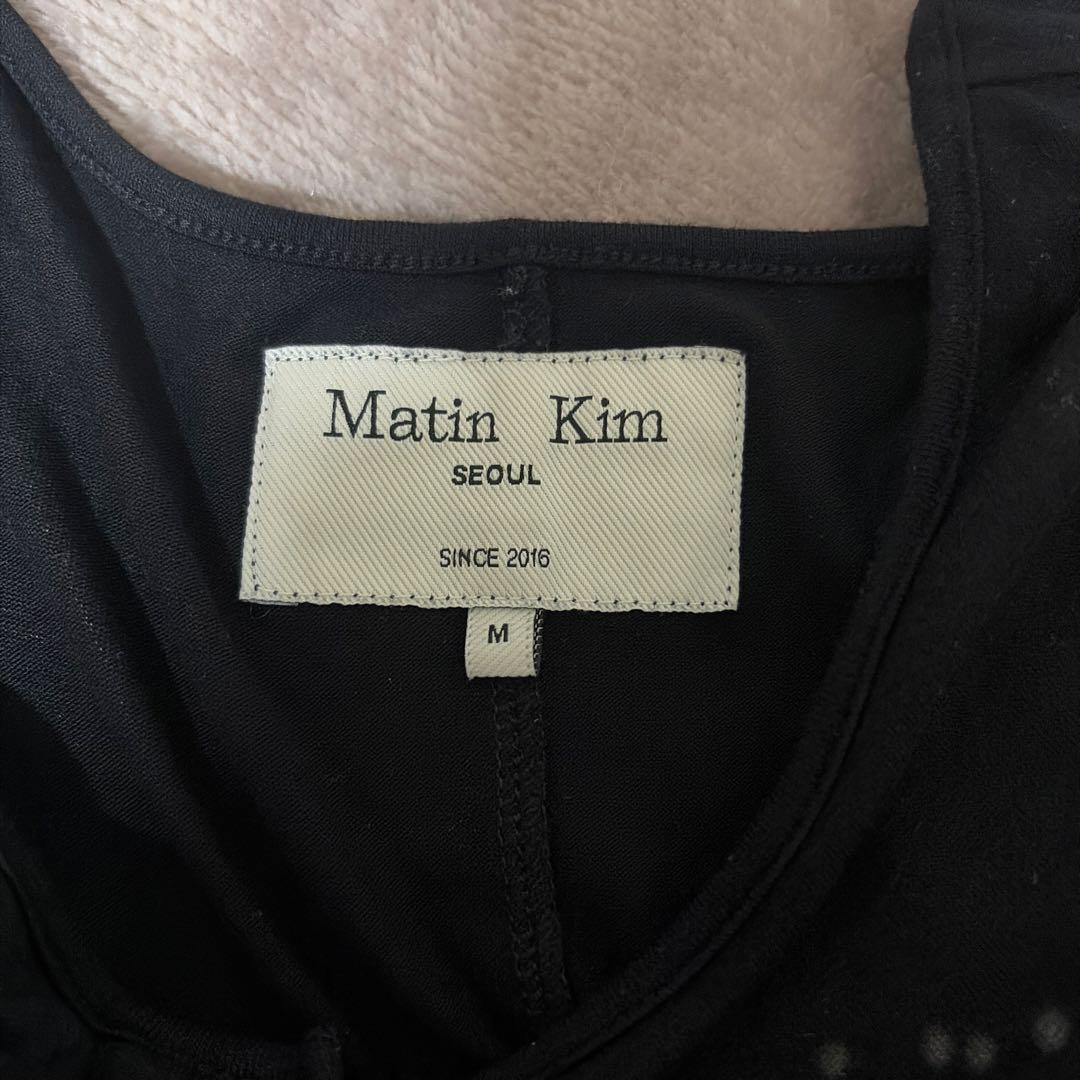 Matin Kim
SEOUL
SINCE 2016
M